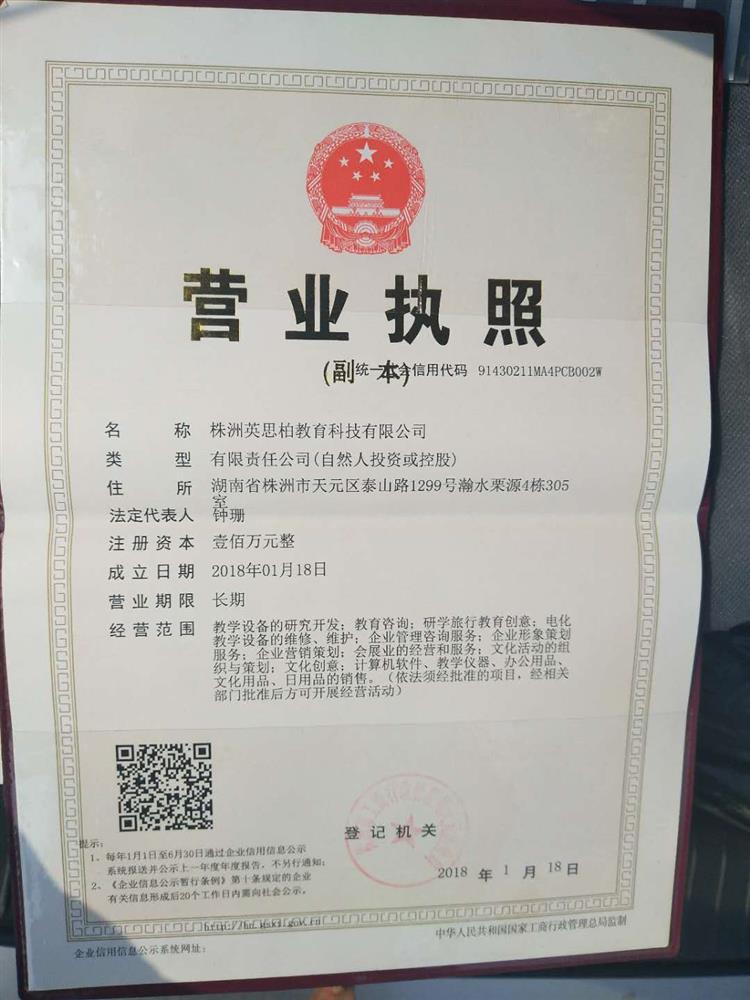 营业执照
(副 本)
统一社会信用代码 91430211MA4PCB002W
名 称 株洲英思柏教育科技有限公司
类 型 有限责任公司(自然人投资或控股)
住 所 湖南省株洲市天元区泰山路1299号瀚水栗源4栋305
室
法定代表人 钟珊
注册资本 壹佰万元整
成立日期 2018年01月18日
营业期限 长期
经营范围 教学设备的研究开发；教育咨询；研学旅行教育创意；电化
教学设备的维修、维护；企业管理咨询服务；企业形象策划
服务；企业营销策划；会展业的经营和服务；文化活动的组
织与策划；文化创意；计算机软件、教学仪器、办公用品、
文化用品、日用品的销售。（依法须经批准的项目，经相关
部门批准后方可开展经营活动）
登记机关
2018 年 1 月 18 日
提示：
1、每年1月1日至6月30日通过企业信用信息公示
系统报送并公示上一年度年度报告，不另行通知；
2、《企业信息公示暂行条例》第十条规定的企业
有关信息形成后20个工作日内需向社会公示。
http://hn.gsxt.gov.cn
企业信用信息公示系统网址：
中华人民共和国国家工商行政管理总局监制